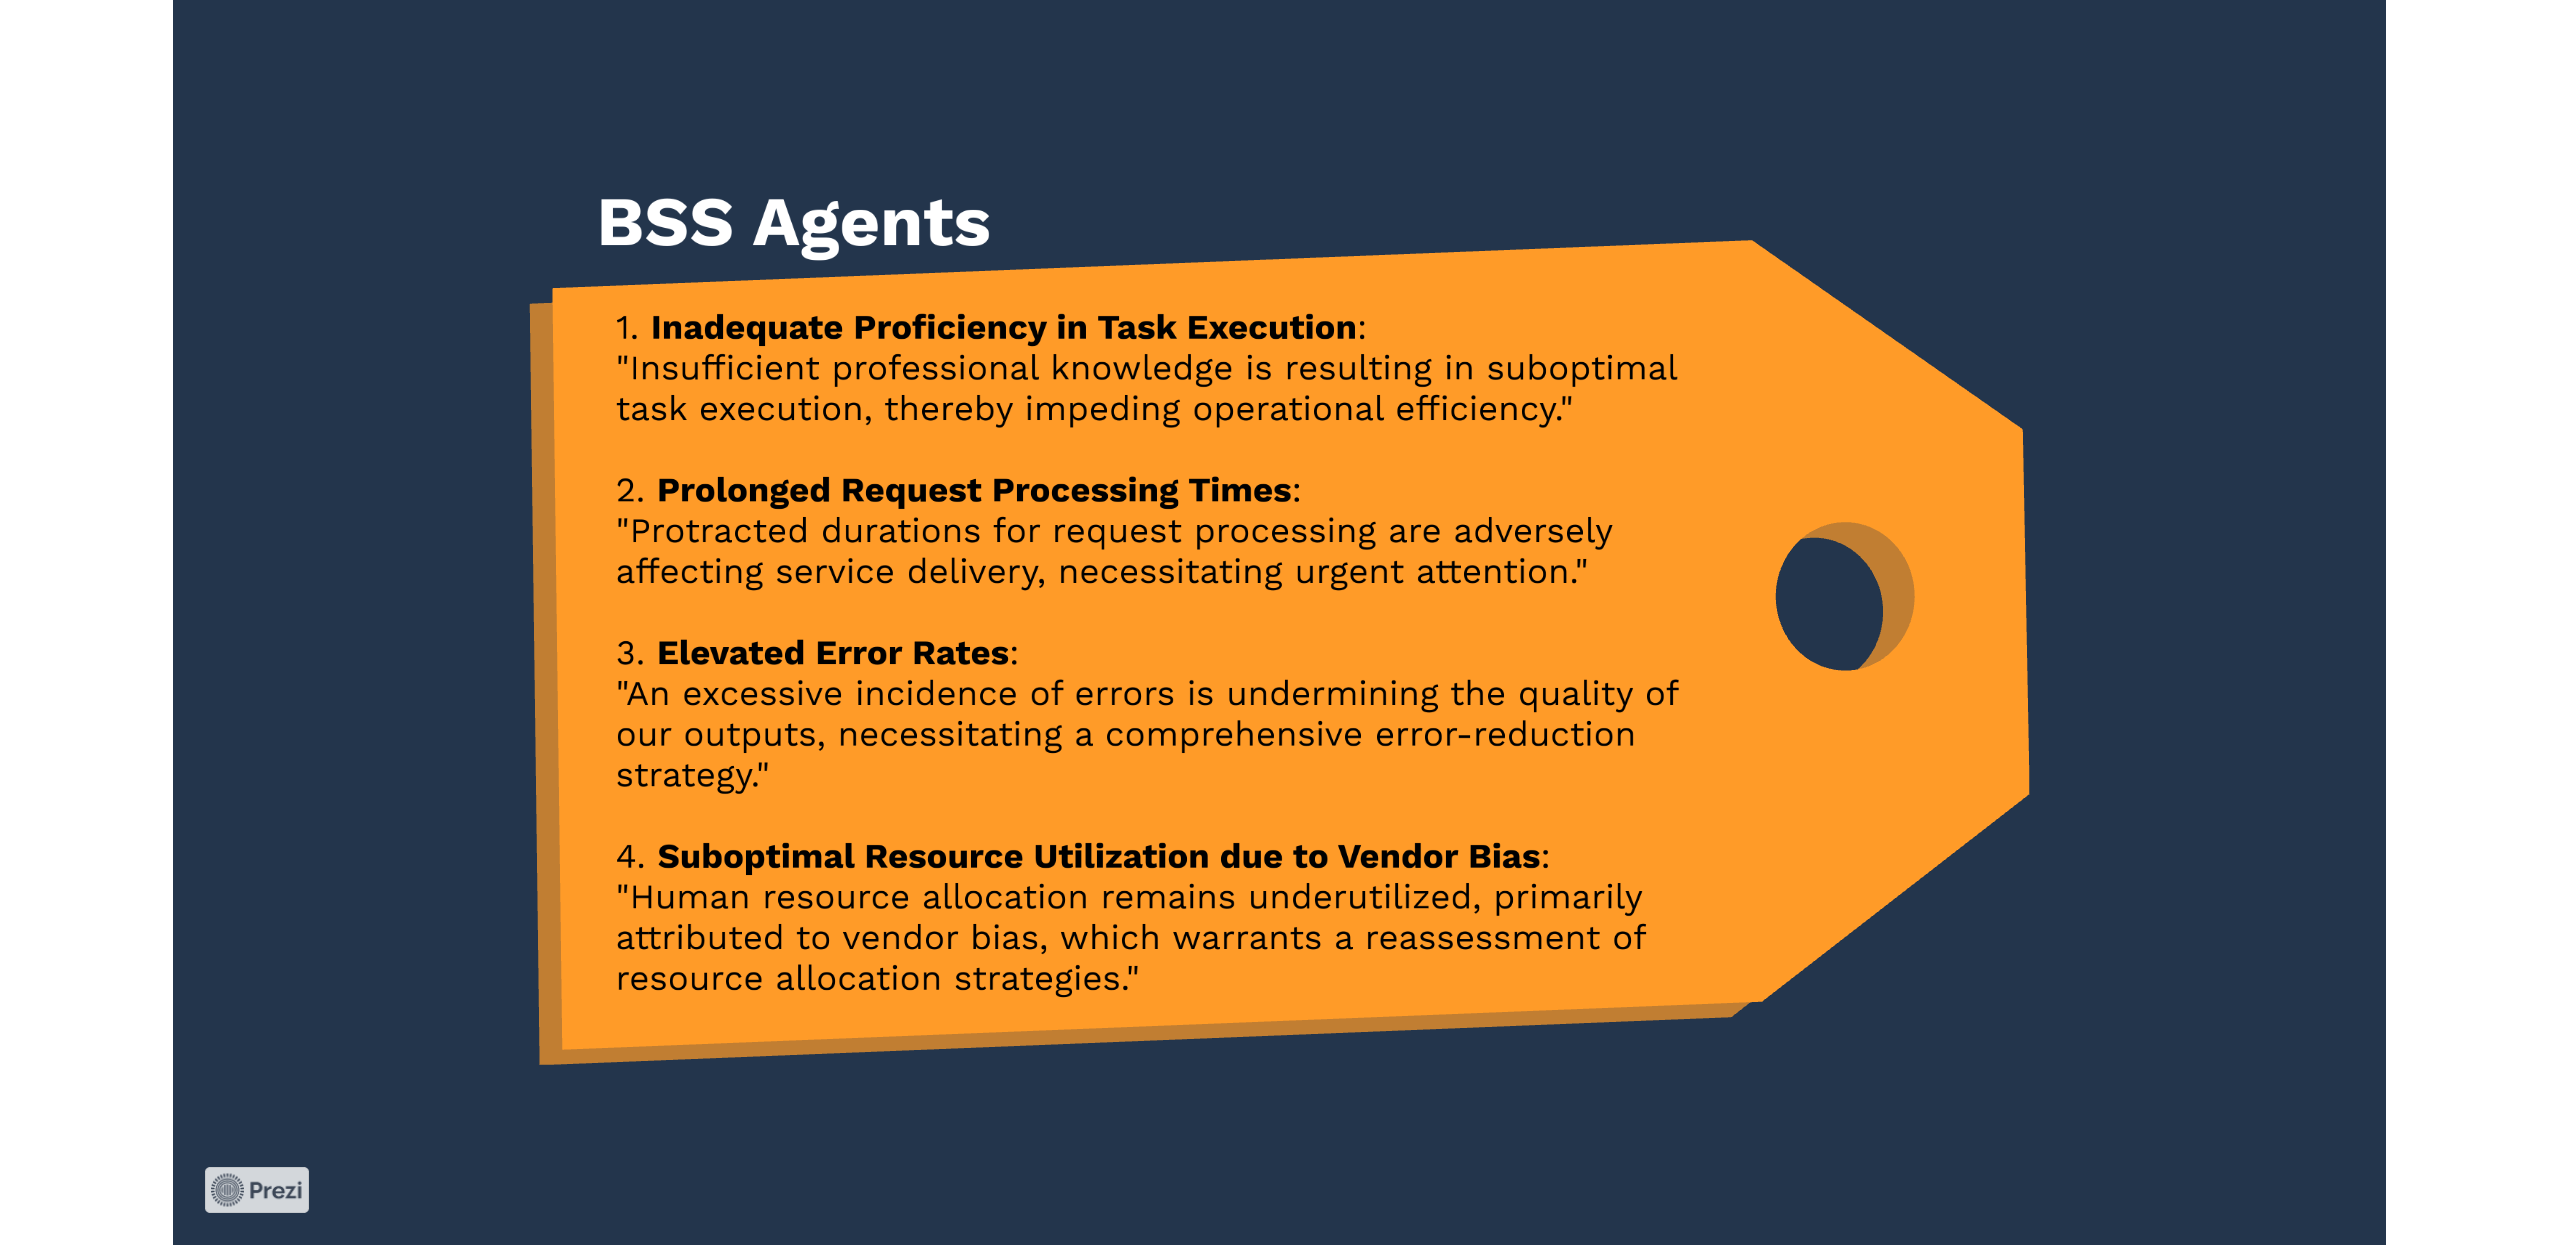 BSS Agents
1. Inadequate Proficiency in Task Execution:
"Insufficient professional knowledge is resulting in suboptimal
task execution, thereby impeding operational efficiency."
2. Prolonged Request Processing Times:
"Protracted durations for request processing are adversely
affecting service delivery, necessitating urgent attention."
3. Elevated Error Rates:
"An excessive incidence of errors is undermining the quality of
our outputs, necessitating a comprehensive error-reduction
strategy."
4. Suboptimal Resource Utilization due to Vendor Bias:
"Human resource allocation remains underutilized, primarily
attributed to vendor bias, which warrants a reassessment of
resource allocation strategies."
Prezi